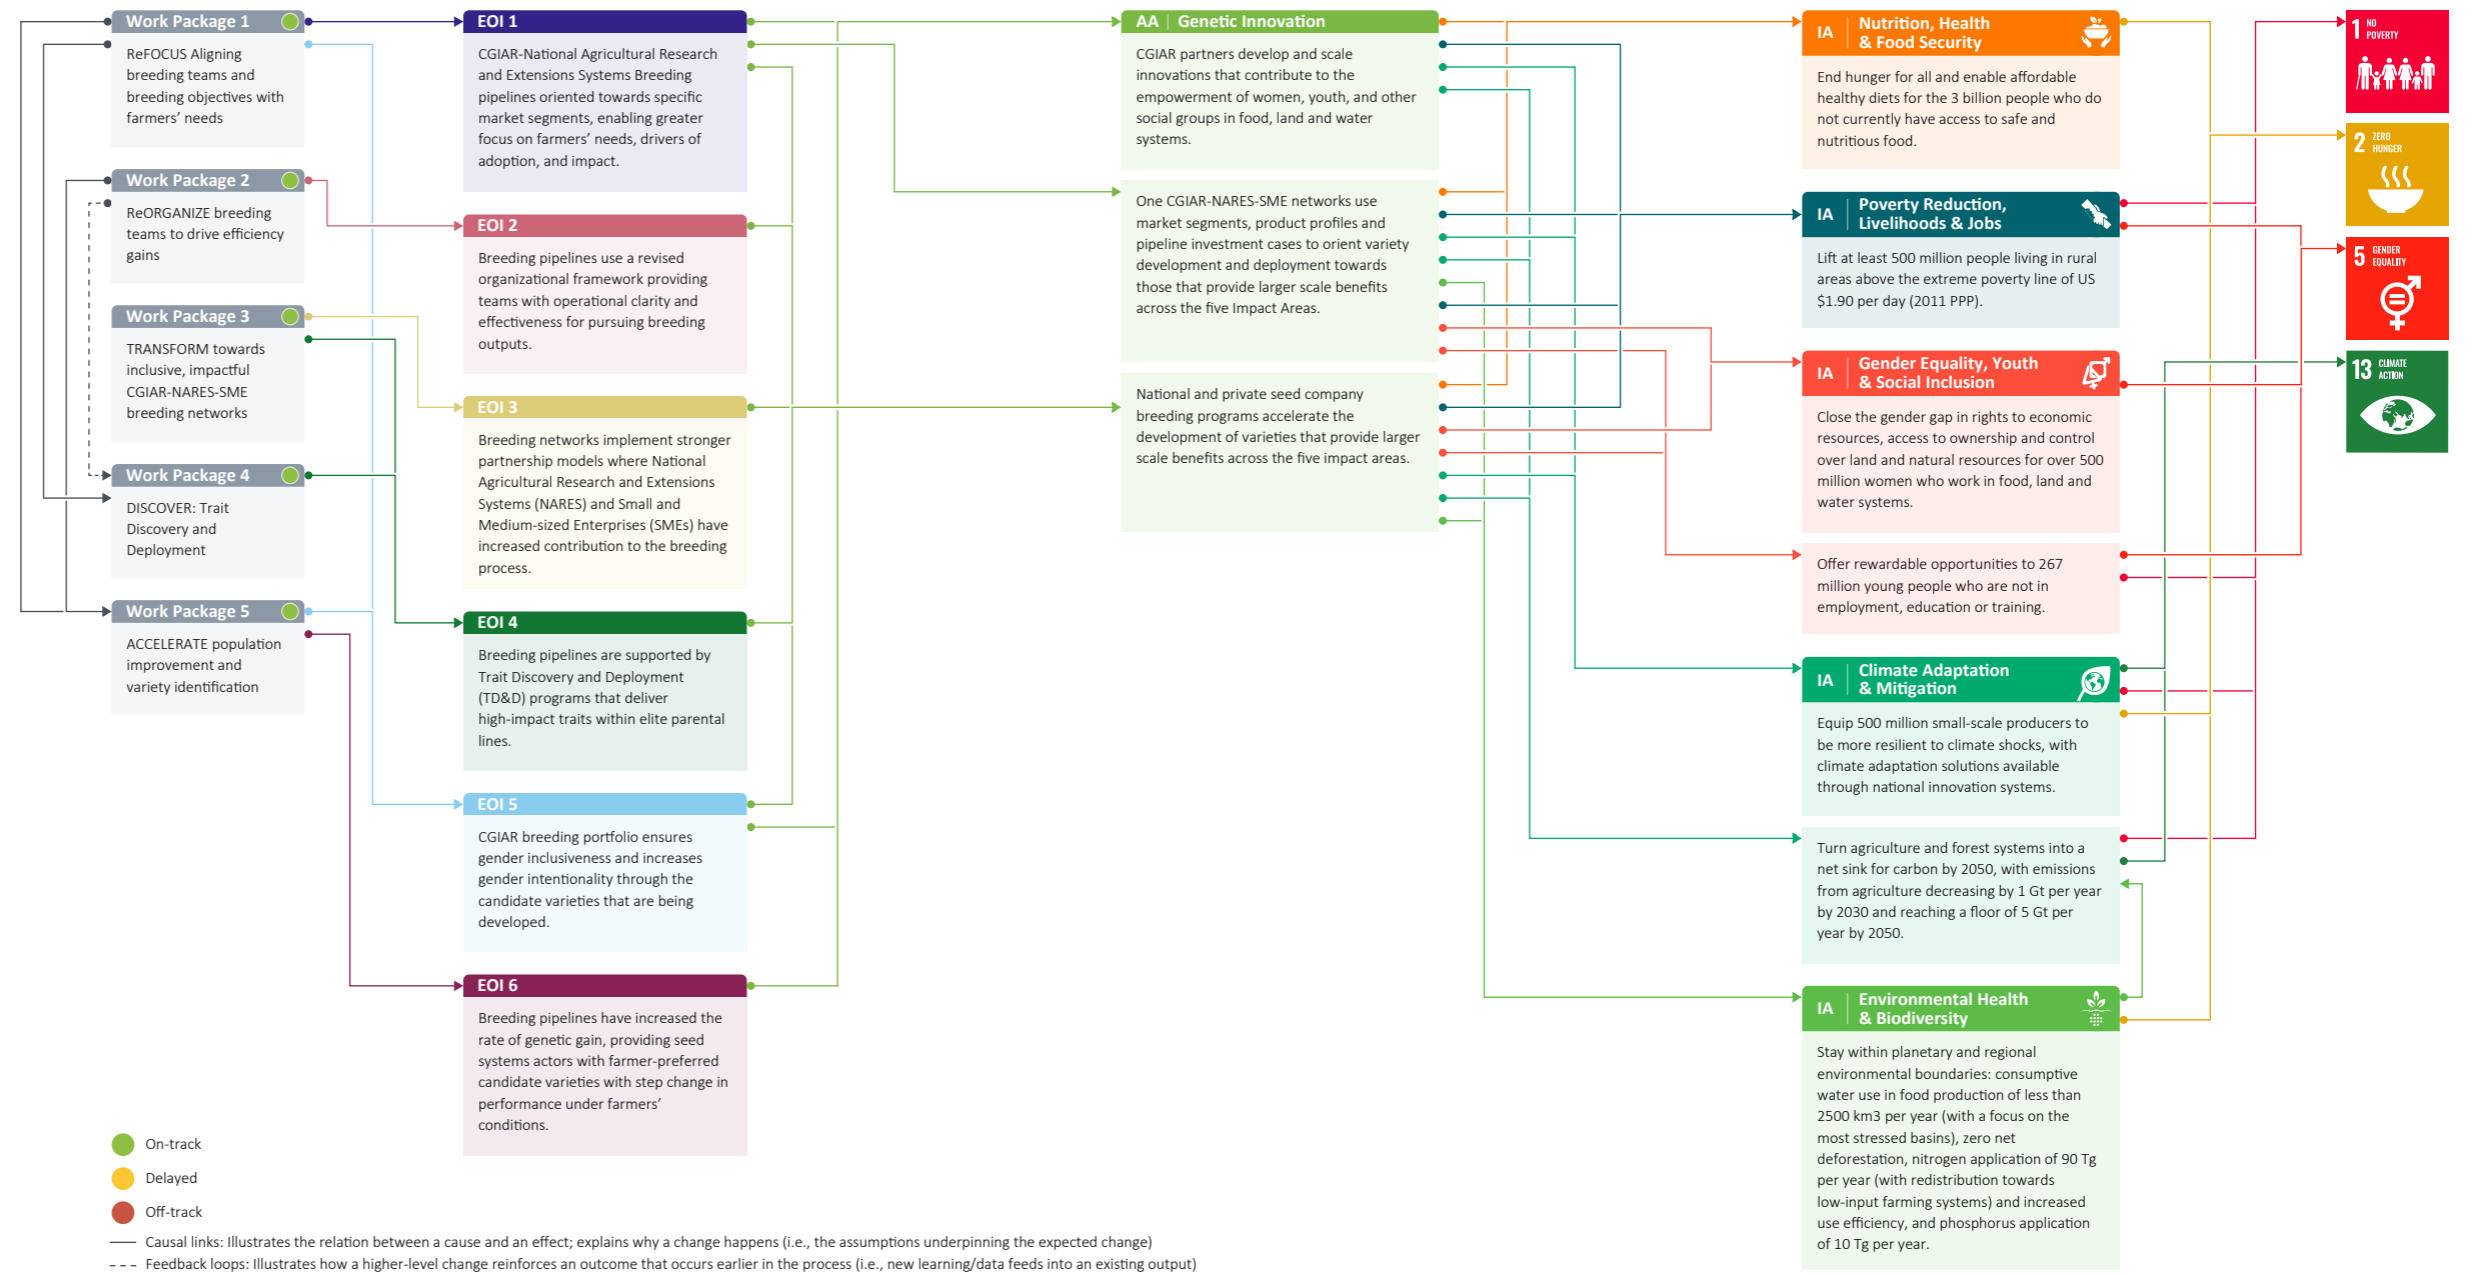 Work Package 1
ReFOCUS Aligning
breeding teams and
breeding objectives with
farmers’ needs
Work Package 2
ReORGANIZE breeding
teams to drive efficiency
gains
Work Package 3
TRANSFORM towards
inclusive, impactful
CGIAR-NARES-SME
breeding networks
Work Package 4
DISCOVER: Trait
Discovery and
Deployment
Work Package 5
ACCELERATE population
improvement and
variety identification
EOI 1
CGIAR-National Agricultural Research
and Extensions Systems Breeding
pipelines oriented towards specific
market segments, enabling greater
focus on farmers’ needs, drivers of
adoption, and impact.
EOI 2
Breeding pipelines use a revised
organizational framework providing
teams with operational clarity and
effectiveness for pursuing breeding
outputs.
EOI 3
Breeding networks implement stronger
partnership models where National
Agricultural Research and Extensions
Systems (NARES) and Small and
Medium-sized Enterprises (SMEs) have
increased contribution to the breeding
process.
EOI 4
Breeding pipelines are supported by
Trait Discovery and Deployment
(TD&D) programs that deliver
high-impact traits within elite parental
lines.
EOI 5
CGIAR breeding portfolio ensures
gender inclusiveness and increases
gender intentionality through the
candidate varieties that are being
developed.
EOI 6
Breeding pipelines have increased the
rate of genetic gain, providing seed
systems actors with farmer-preferred
candidate varieties with step change in
performance under farmers’
conditions.
AA | Genetic Innovation
CGIAR partners develop and scale
innovations that contribute to the
empowerment of women, youth, and other
social groups in food, land and water
systems.
One CGIAR-NARES-SME networks use
market segments, product profiles and
pipeline investment cases to orient variety
development and deployment towards
those that provide larger scale benefits
across the five Impact Areas.
National and private seed company
breeding programs accelerate the
development of varieties that provide larger
scale benefits across the five impact areas.
IA | Nutrition, Health
& Food Security
End hunger for all and enable affordable
healthy diets for the 3 billion people who do
not currently have access to safe and
nutritious food.
IA | Poverty Reduction,
Livelihoods & Jobs
Lift at least 500 million people living in rural
areas above the extreme poverty line of US
$1.90 per day (2011 PPP).
IA | Gender Equality, Youth
& Social Inclusion
Close the gender gap in rights to economic
resources, access to ownership and control
over land and natural resources for over 500
million women who work in food, land and
water systems.
Offer rewardable opportunities to 267
million young people who are not in
employment, education or training.
IA | Climate Adaptation
& Mitigation
Equip 500 million small-scale producers to
be more resilient to climate shocks, with
climate adaptation solutions available
through national innovation systems.
Turn agriculture and forest systems into a
net sink for carbon by 2050, with emissions
from agriculture decreasing by 1 Gt per year
by 2030 and reaching a floor of 5 Gt per
year by 2050.
IA | Environmental Health
& Biodiversity
Stay within planetary and regional
environmental boundaries: consumptive
water use in food production of less than
2500 km3 per year (with a focus on the
most stressed basins), zero net
deforestation, nitrogen application of 90 Tg
per year (with redistribution towards
low-input farming systems) and increased
use efficiency, and phosphorus application
of 10 Tg per year.
1 NO
POVERTY
2 ZERO
HUNGER
5 GENDER
EQUALITY
13 CLIMATE
ACTION
On-track
Delayed
Off-track
Causal links: Illustrates the relation between a cause and an effect; explains why a change happens (i.e., the assumptions underpinning the expected change)
Feedback loops: Illustrates how a higher-level change reinforces an outcome that occurs earlier in the process (i.e., new learning/data feeds into an existing output)